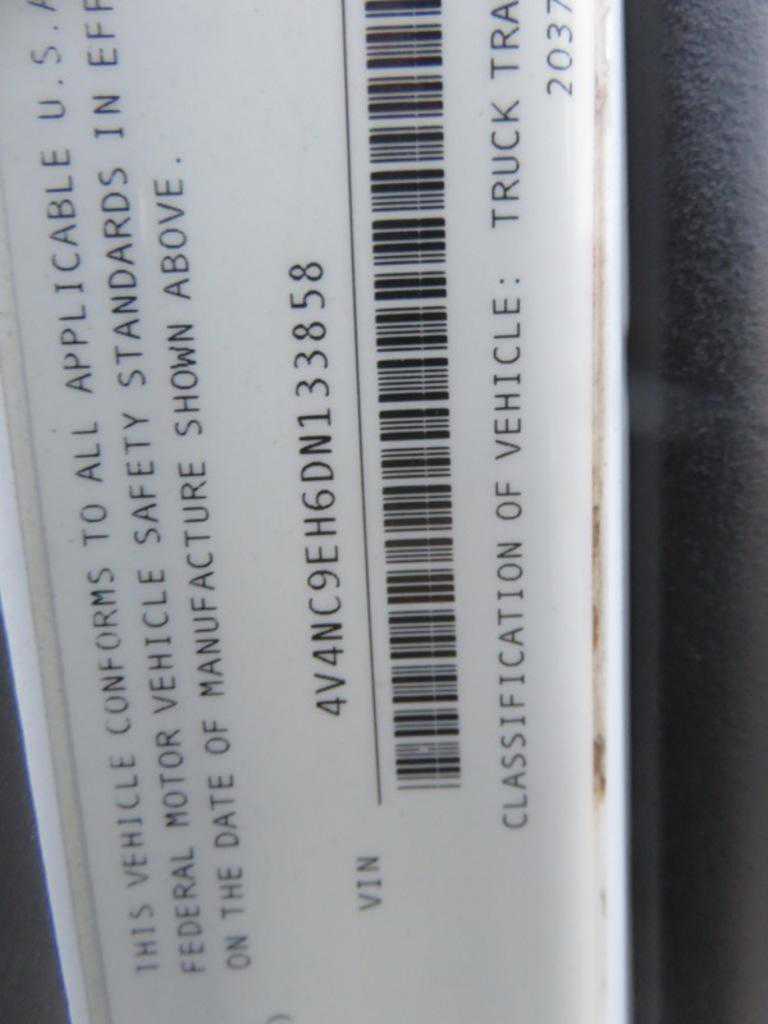 THIS VEHICLE CONFORMS TO ALL APPLICABLE U.S.A
FEDERAL MOTOR VEHICLE SAFETY STANDARDS IN EFF
ON THE DATE OF MANUFACTURE SHOWN ABOVE.
4V4NC9EH6DN133858
VIN
CLASSIFICATION OF VEHICLE: TRUCK TRA
2037